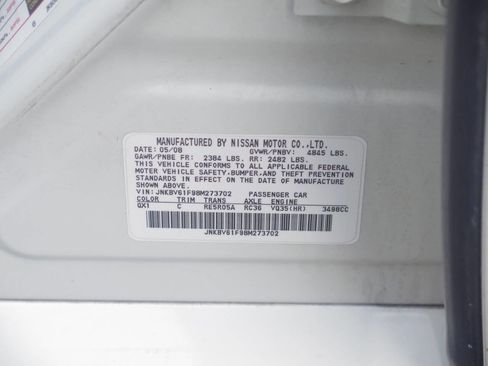 MANUFACTURED BY NISSAN MOTOR CO.,LTD.
DATE: 05/08 GVWR/PNBV: 4845 LBS.
GAWR/PNBE FR: 2384 LBS. RR: 2482 LBS.
THIS VEHICLE CONFORMS TO ALL APPLICABLE FEDERAL
MOTOR VEHICLE SAFETY,BUMPER,AND THEFT PREVENTION
STANDARDS IN EFFECT ON THE DATE OF MANUFACTURE
SHOWN ABOVE.
VIN: JNKBV61F98M273702 PASSENGER CAR
COLOR TRIM TRANS AXLE ENGINE
QX1 C RE5R05A RC36 VQ35(HR) 3498CC
JNKBV61F98M273702